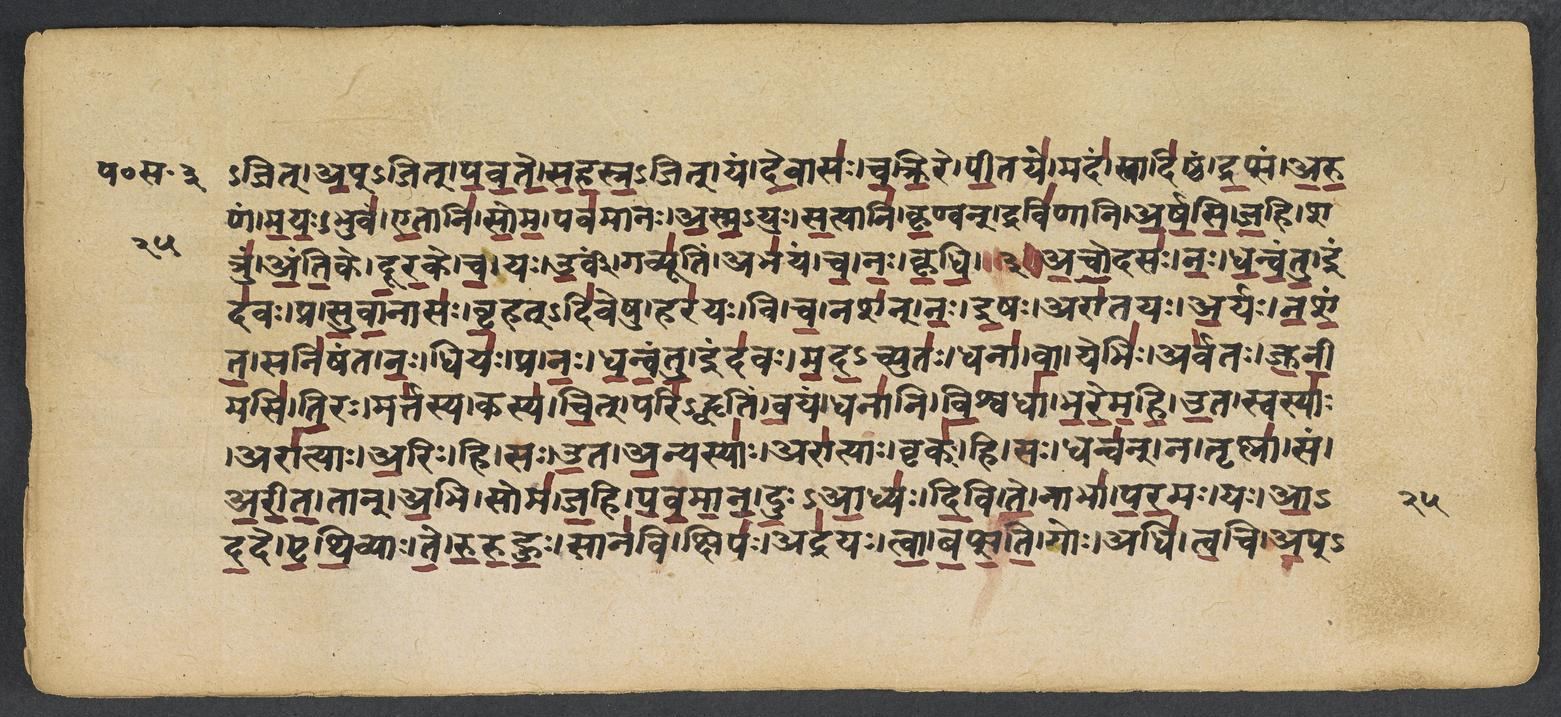 प॰स॰३
ऽजित्।अप्ऽजित्।पवते।सहस्रऽजित्।यं।देवासः।चक्रिरे।पीतये।मदं।स्वादिष्ठं।द्रप्सं।अरु
णं।मयःऽभुवं।एतानि।सोम।पवमानः।अस्मऽयुः।सत्यानि।कृण्वन्।द्रविणानि।अर्षसि।जहि।श
२५
त्रुं।अंतिके।दूरके।च।यः।उर्वीं।गव्यूतिं।अभयं।च।नः।कृधि।३।अचोदसः।नः।धन्वंतु।इं
दवः।प्र।सुवानासः।बृहत्ऽदिवेषु।हरयः।वि।च।नशन्।नः।इषः।अरातयः।अर्यः।नशं
त।सनिषंत।नः।धियः।प्र।नः।धन्वंतु।इंदवः।मदऽच्युतः।धना।वा।येभिः।अर्वतः।जुनी
मसि।तिरः।मर्त्तस्य।कस्य।चित्।परिऽह्वृतिं।वयं।धनानि।विश्वधा।भरेमहि।उत।स्वस्याः
।अरात्याः।अरिः।हि।सः।उत।अन्यस्याः।अरात्याः।वृकः।हि।सः।धन्वन्।न।तृष्णा।सं।
अरीत।तान्।अभि।सोम।जहि।पवमान।दुःऽआध्यः।दिवि।ते।नाभा।परमः।यः।आऽ
२५
ददे।पृथिव्याः।ते।रुरुहुः।सानवि।क्षिपः।अद्रयः।त्वा।बप्सति।गोः।अधि।त्वचि।अप्ऽ